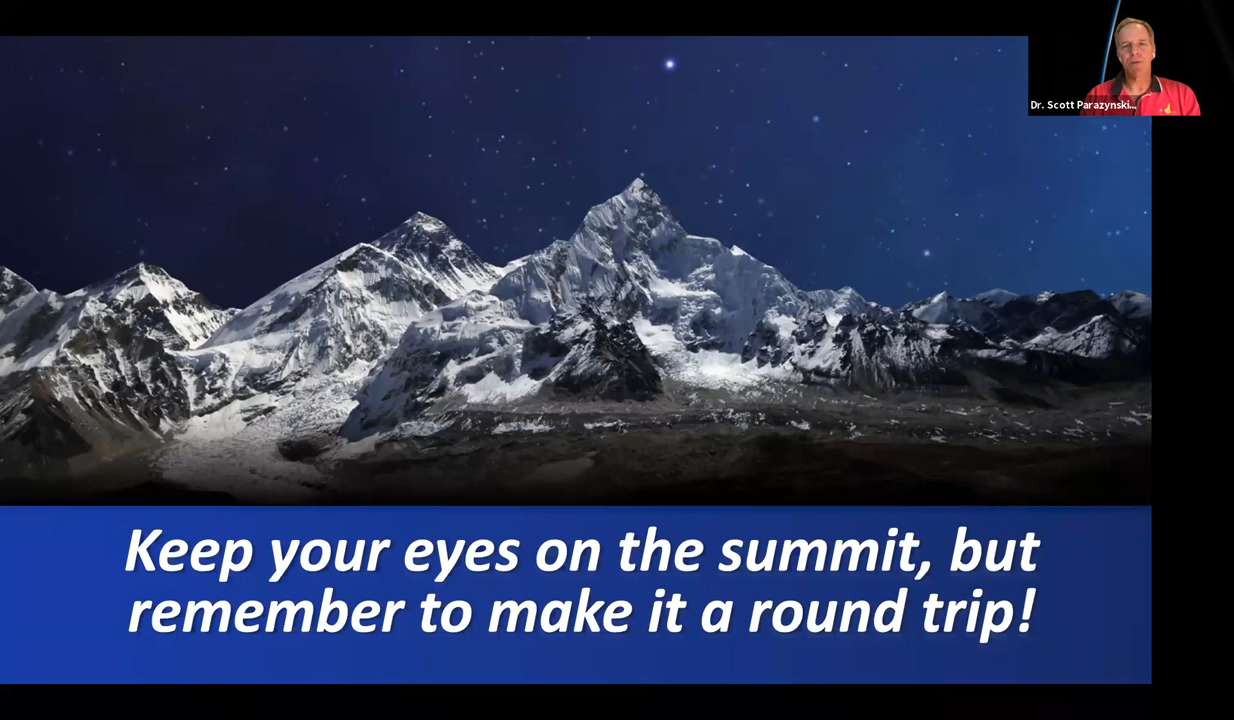 Dr. Scott Parazynski...
Keep your eyes on the summit, but
remember to make it a round trip!